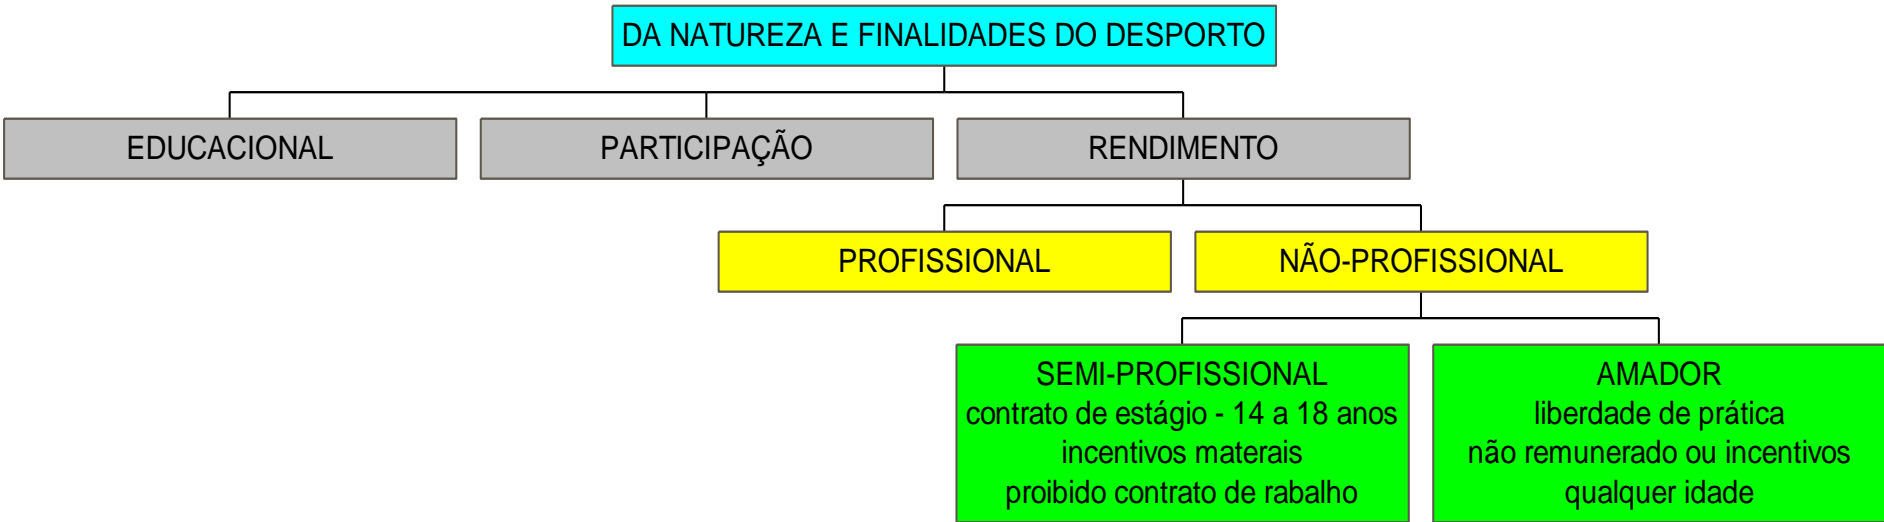 DA NATUREZA E FINALIDADES DO DESPORTO
EDUCACIONAL
PARTICIPAÇÃO
RENDIMENTO
PROFISSIONAL
NÃO-PROFISSIONAL
SEMI-PROFISSIONAL
contrato de estágio - 14 a 18 anos
incentivos materais
proibido contrato de rabalho
AMADOR
liberdade de prática
não remunerado ou incentivos
qualquer idade